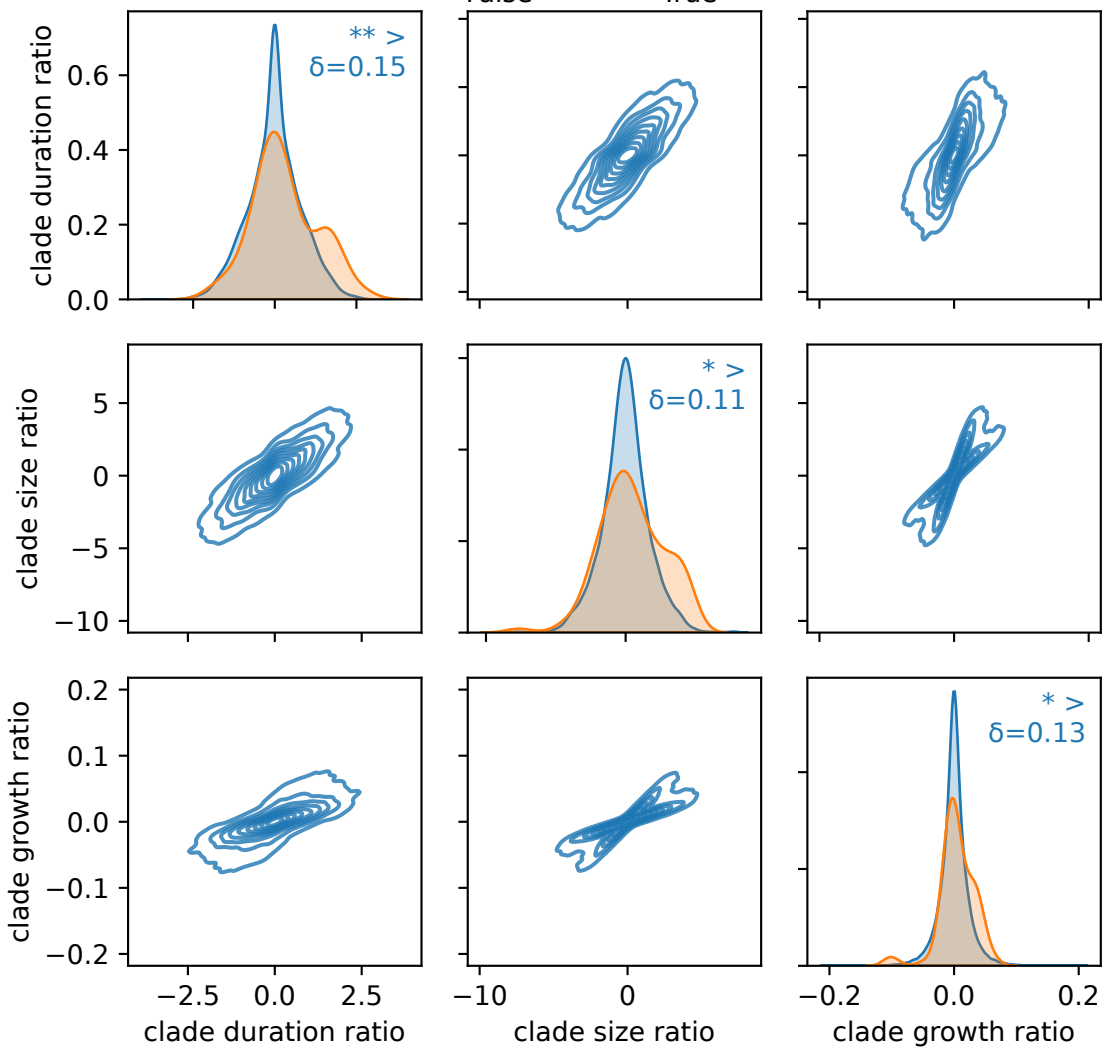 False True
clade duration ratio
0.6
0.4
0.2
0.0
** >
δ=0.15
clade size ratio
5
0
−5
−10
* >
δ=0.11
clade growth ratio
0.2
0.1
0.0
−0.1
−0.2
* >
δ=0.13
−2.5 0.0 2.5
−10 0
−0.2 0.0 0.2
clade duration ratio
clade size ratio
clade growth ratio